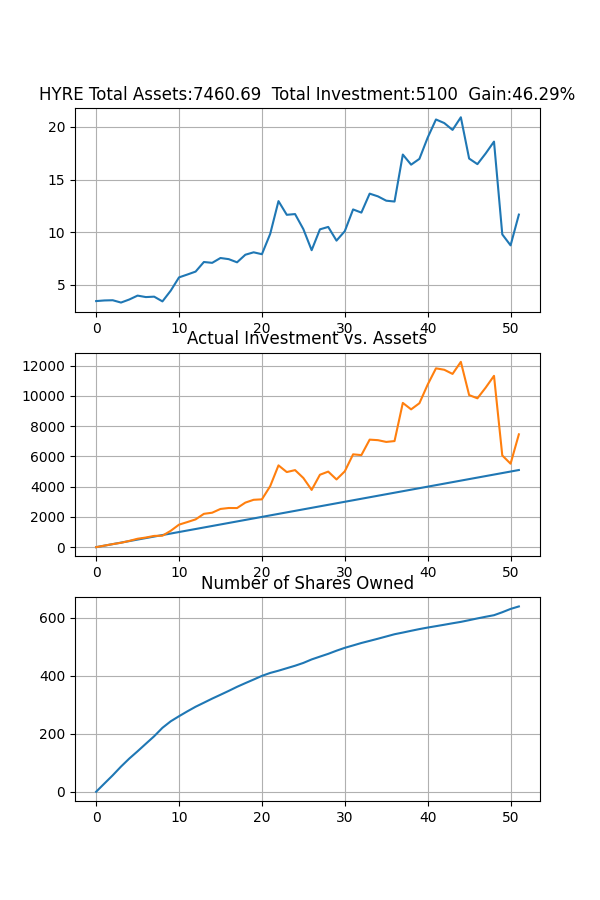 HYRE Total Assets:7460.69  Total Investment:5100  Gain:46.29%
20
15
10
5
0 10 20 30 40 50
Actual Investment vs. Assets
12000
10000
8000
6000
4000
2000
0
0 10 20 30 40 50
Number of Shares Owned
600
400
200
0
0 10 20 30 40 50